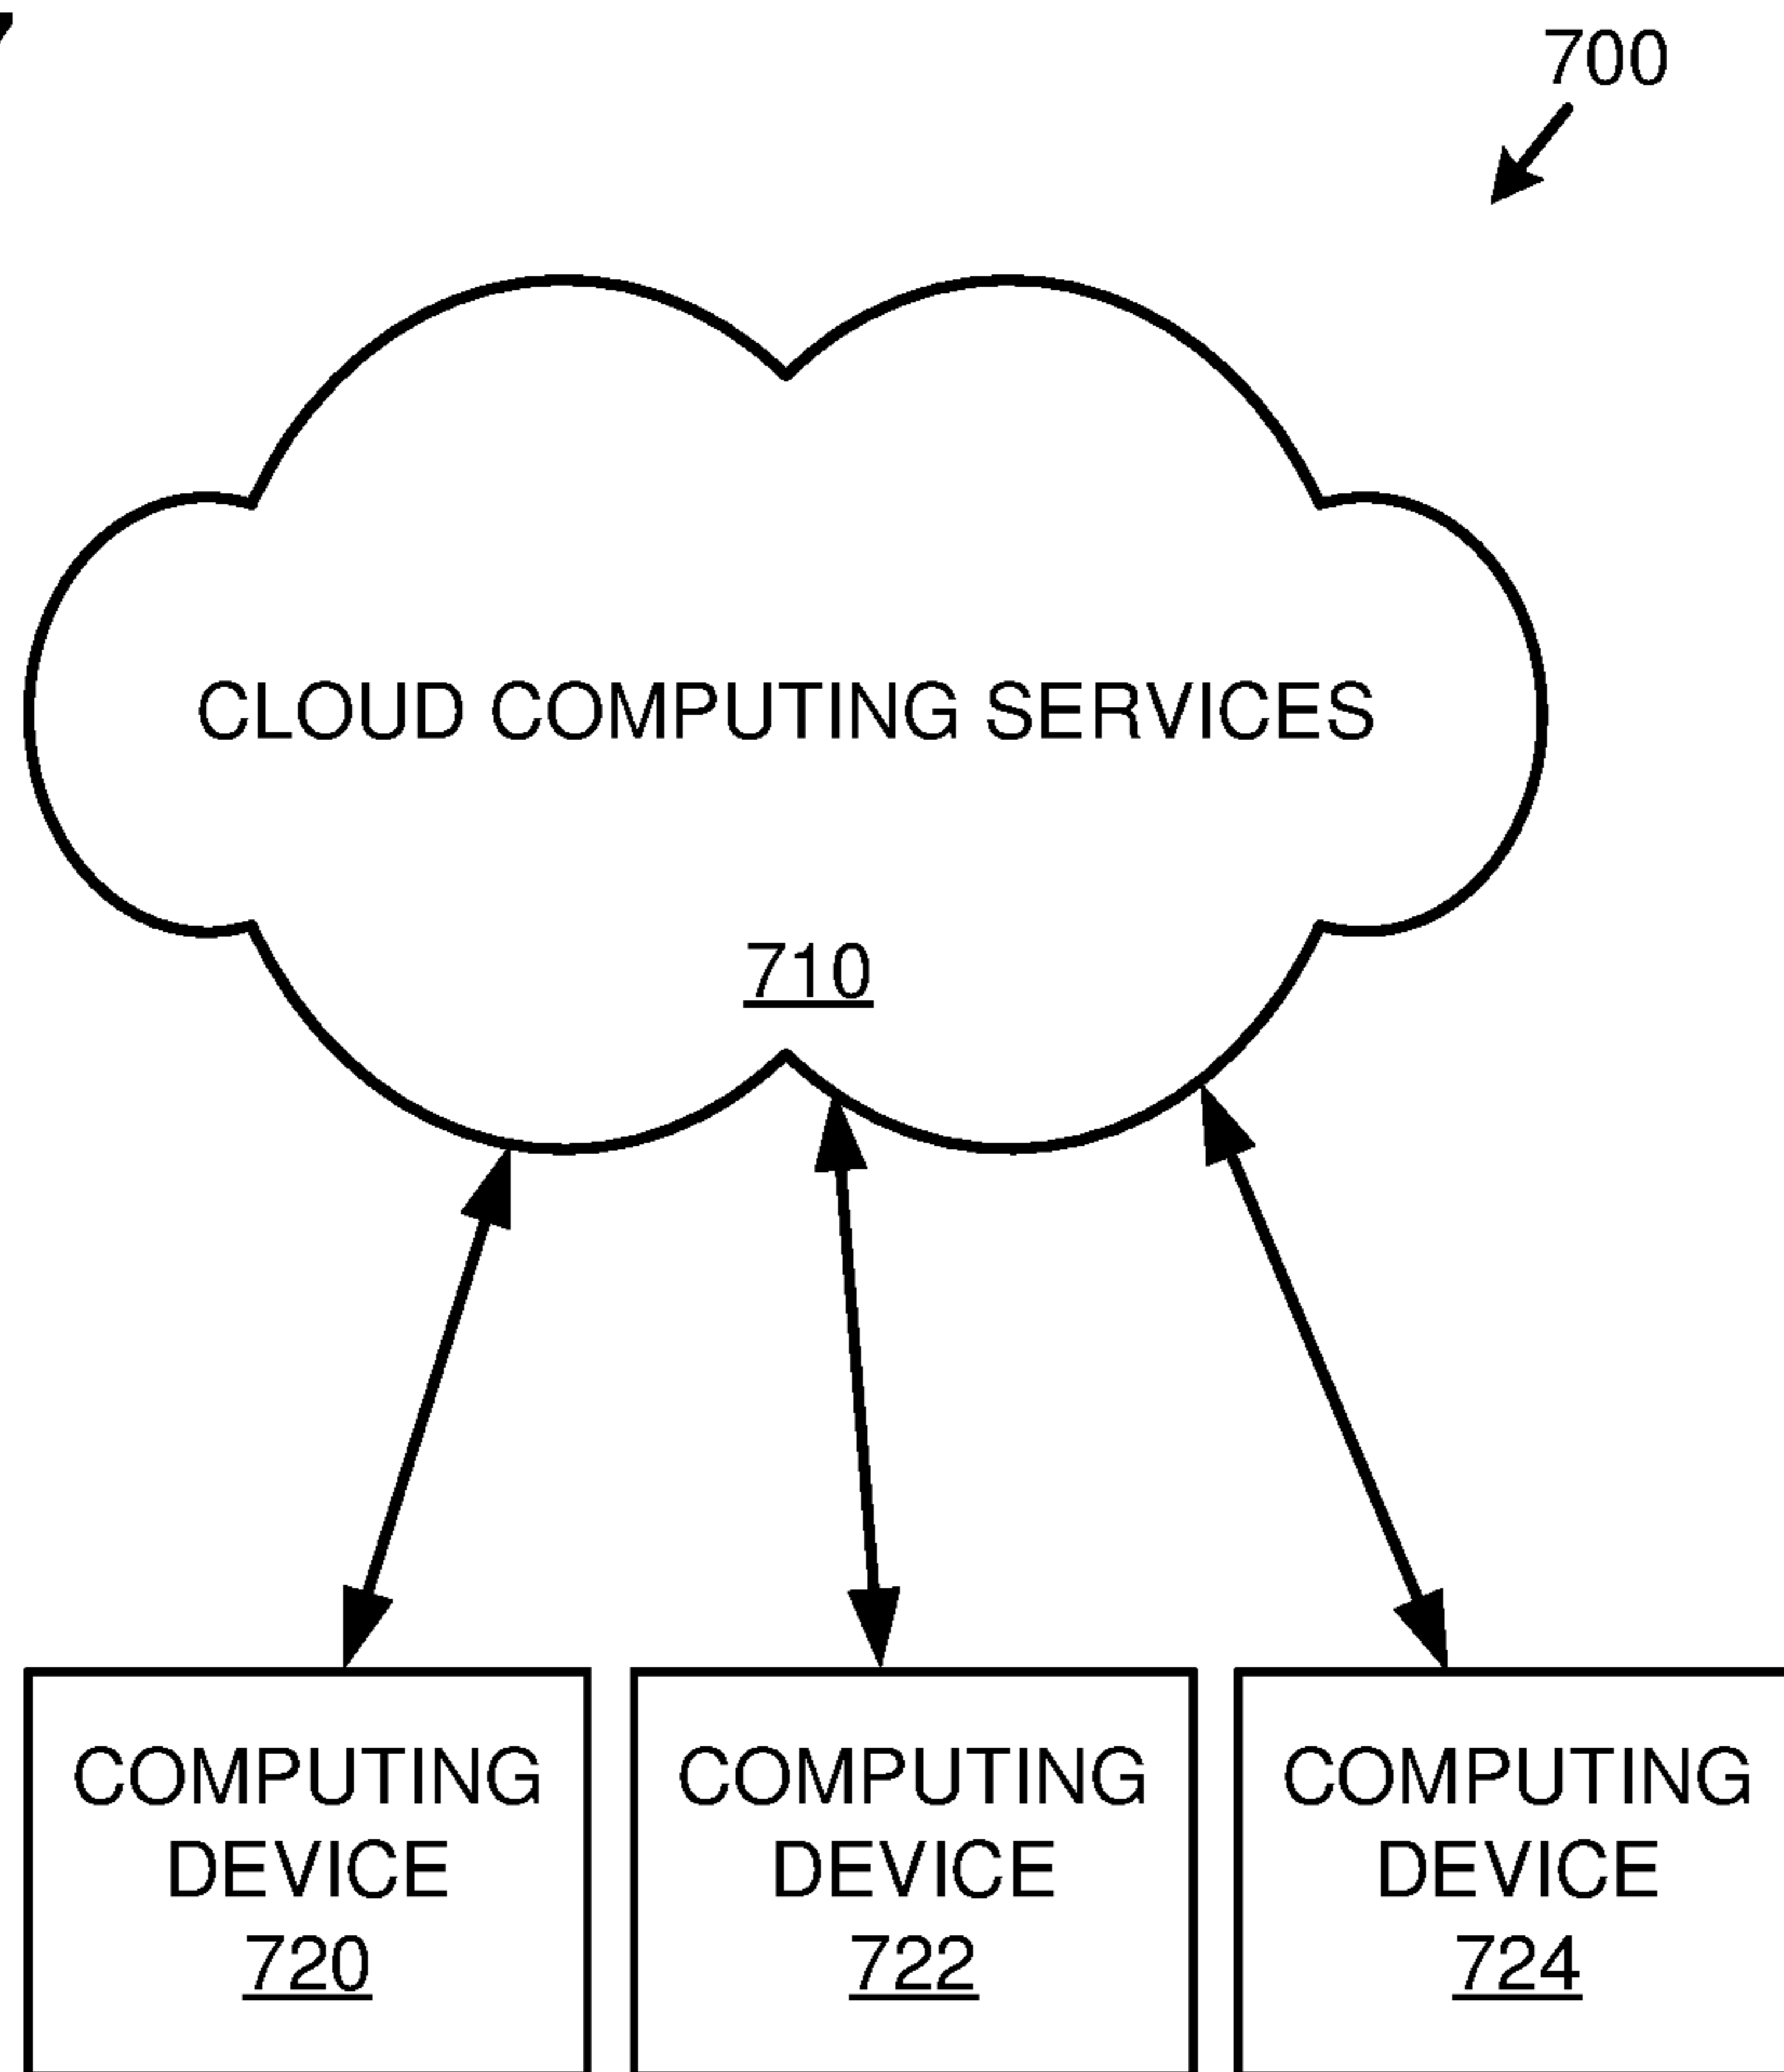 700
CLOUD COMPUTING SERVICES
710
COMPUTING
DEVICE
720
COMPUTING
DEVICE
722
COMPUTING
DEVICE
724